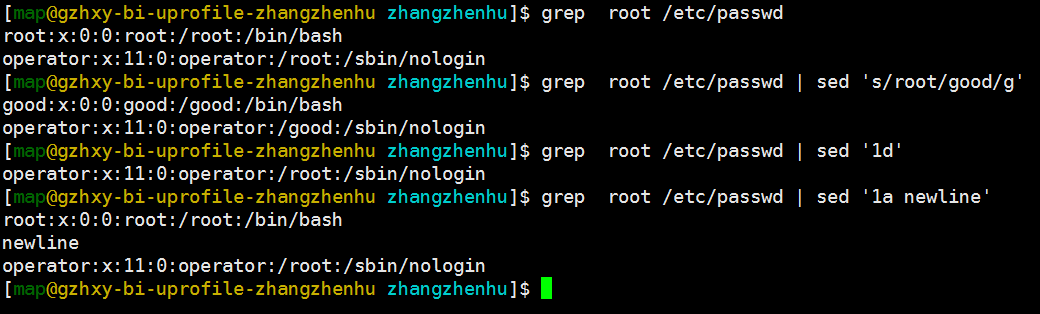 [map@gzhxy-bi-uprofile-zhangzhenhu zhangzhenhu]$ grep  root /etc/passwd
root:x:0:0:root:/root:/bin/bash
operator:x:11:0:operator:/root:/sbin/nologin
[map@gzhxy-bi-uprofile-zhangzhenhu zhangzhenhu]$ grep  root /etc/passwd | sed 's/root/good/g'
good:x:0:0:good:/good:/bin/bash
operator:x:11:0:operator:/good:/sbin/nologin
[map@gzhxy-bi-uprofile-zhangzhenhu zhangzhenhu]$ grep  root /etc/passwd | sed '1d'
operator:x:11:0:operator:/root:/sbin/nologin
[map@gzhxy-bi-uprofile-zhangzhenhu zhangzhenhu]$ grep  root /etc/passwd | sed '1a newline'
root:x:0:0:root:/root:/bin/bash
newline
operator:x:11:0:operator:/root:/sbin/nologin
[map@gzhxy-bi-uprofile-zhangzhenhu zhangzhenhu]$